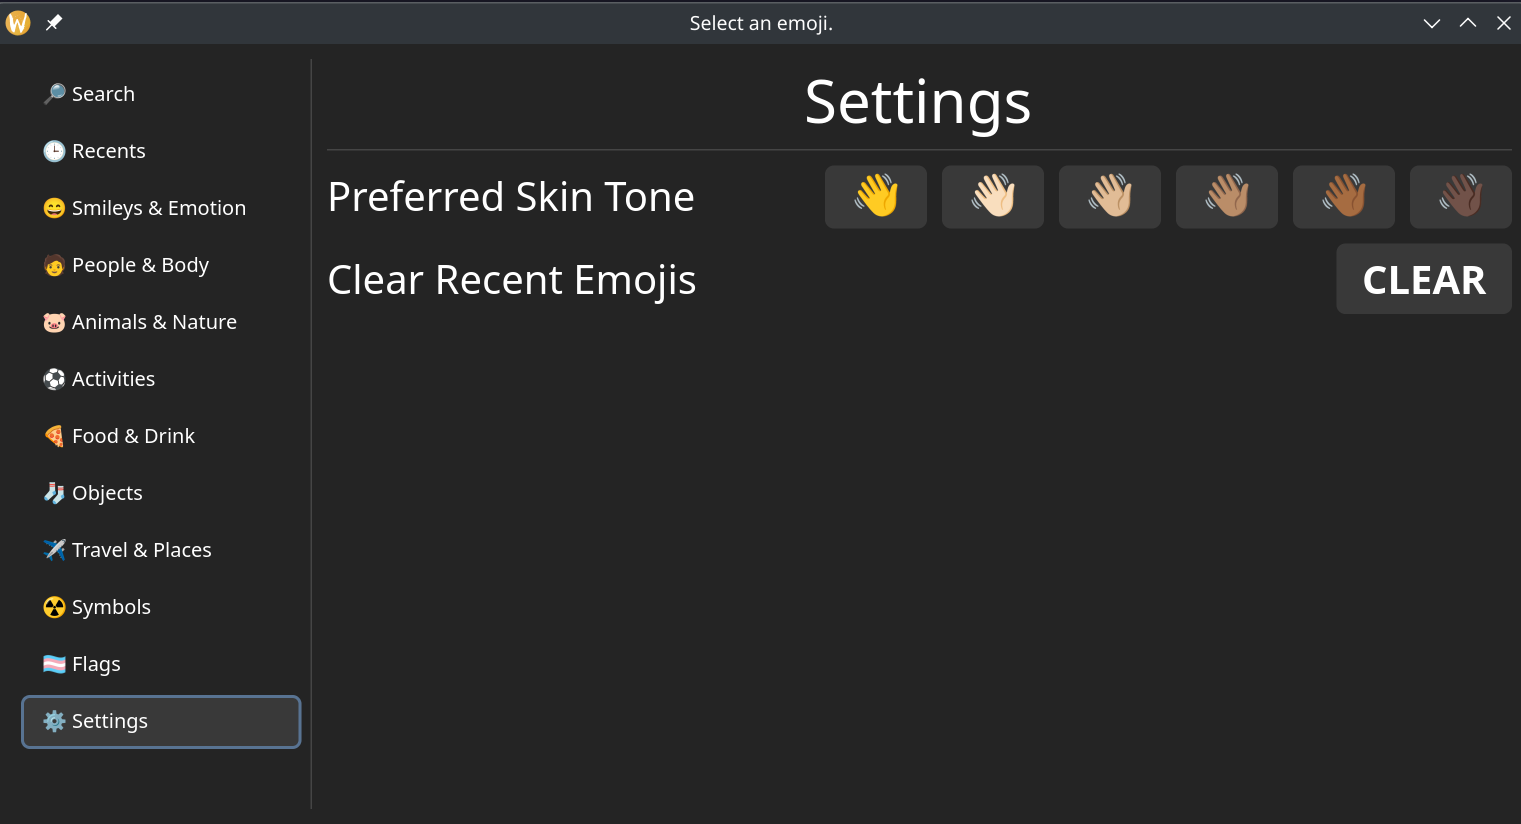 Select an emoji.
🔎 Search
🕒 Recents
😄 Smileys & Emotion
🧑 People & Body
🐷 Animals & Nature
⚽ Activities
🍕 Food & Drink
🧦 Objects
✈️ Travel & Places
☢️ Symbols
🏳️‍⚧️ Flags
⚙️ Settings
Settings
Preferred Skin Tone 👋 👋🏻 👋🏼 👋🏽 👋🏾 👋🏿
Clear Recent Emojis CLEAR